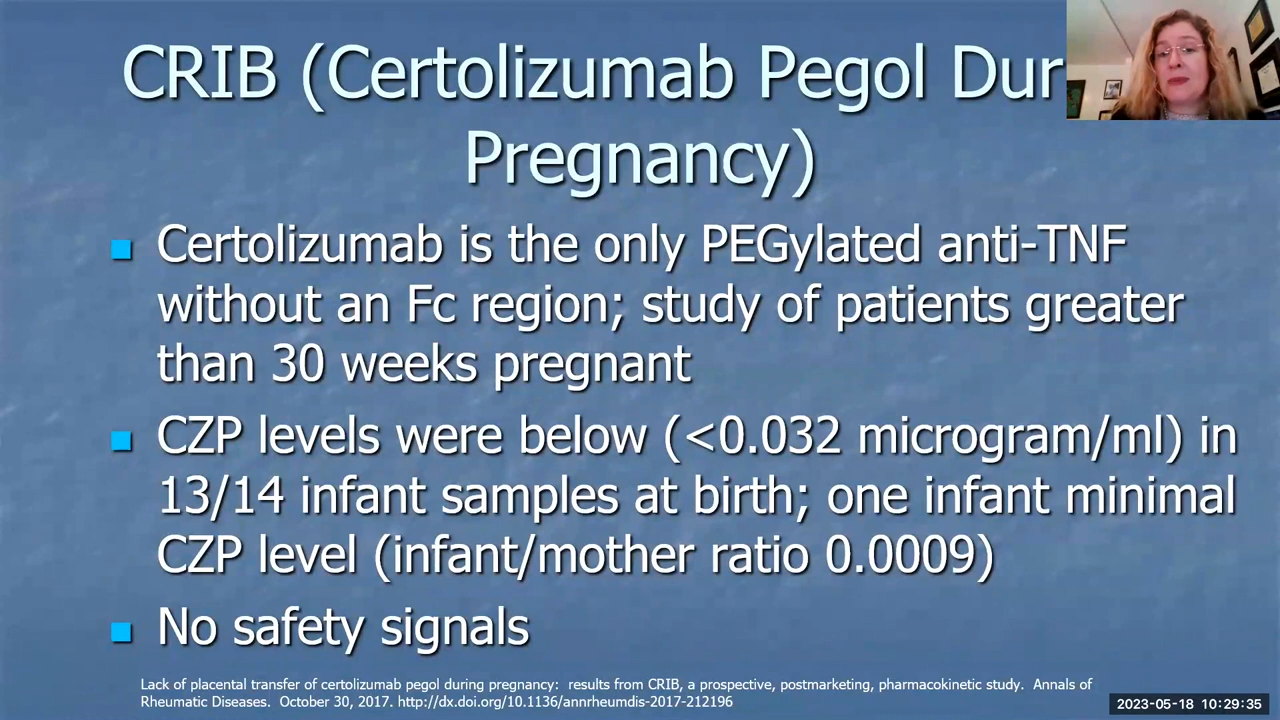 CRIB (Certolizumab Pegol Dur
Pregnancy)
Certolizumab is the only PEGylated anti-TNF
without an Fc region; study of patients greater
than 30 weeks pregnant
CZP levels were below (<0.032 microgram/ml) in
13/14 infant samples at birth; one infant minimal
CZP level (infant/mother ratio 0.0009)
No safety signals
Lack of placental transfer of certolizumab pegol during pregnancy: results from CRIB, a prospective, postmarketing, pharmacokinetic study. Annals of
Rheumatic Diseases. October 30, 2017. http://dx.doi.org/10.1136/annrheumdis-2017-212196
2023-05-18 10:29:35